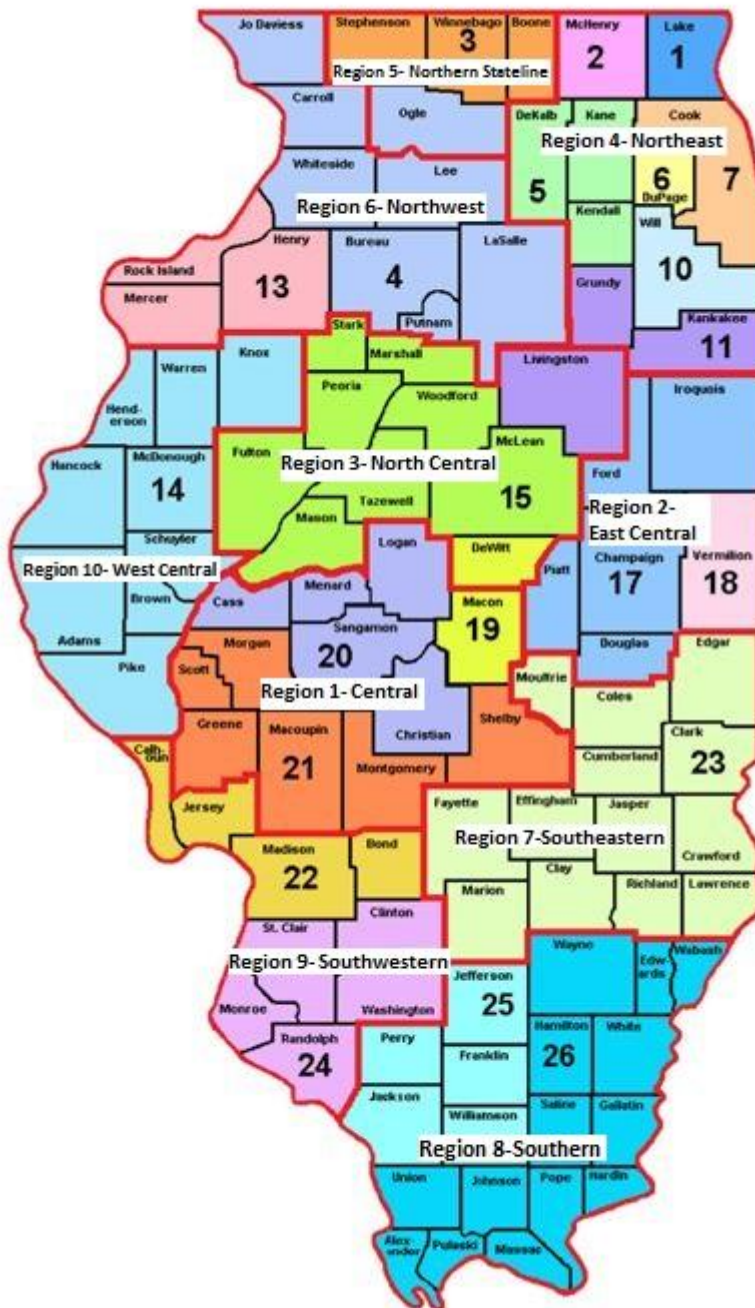 Jo Daviess
Stephenson
Winnebago
3
Boone
McHenry
2
Lake
1
Region 5- Northern Stateline
Carroll
Ogle
DeKalb
Kane
Cook
Region 4- Northeast
5
6
7
DuPage
Whiteside
Lee
Region 6- Northwest
Kendall
Will
Henry
Bureau
LaSalle
Rock Island
13
4
Grundy
10
Mercer
Putnam
Kankakee
11
Stark
Marshall
Knox
Warren
Livingston
Peoria
Iroquois
Woodford
Hend-
erson
McLean
Fulton
Hancock
McDonough
Region 3- North Central
Ford
14
Tazewell
15
Mason
Region 2-
East Central
Schuyler
Logan
DeWitt
Champaign
Vermilion
Region 10- West Central
Menard
Piatt
17
18
Brown
Cass
Macon
19
Sangamon
Adams
20
Morgan
Douglas
Edgar
Pike
Scott
Moultrie
Region 1- Central
Coles
Greene
Macoupin
Shelby
Christian
Clark
Cal-
houn
21
Cumberland
23
Montgomery
Jersey
Fayette
Effingham
Jasper
Region 7-Southeastern
Madison
Bond
22
Clay
Crawford
Marion
Richland
Lawrence
Clinton
St. Clair
Wayne
Wabash
Edw-
ards
Region 9- Southwestern
Jefferson
25
Monroe
Washington
Randolph
24
Perry
Hamilton
26
White
Franklin
Jackson
Williamson
Saline
Gallatin
Region 8-Southern
Union
Johnson
Pope
Hardin
Alex-
ander
Pulaski
Massac